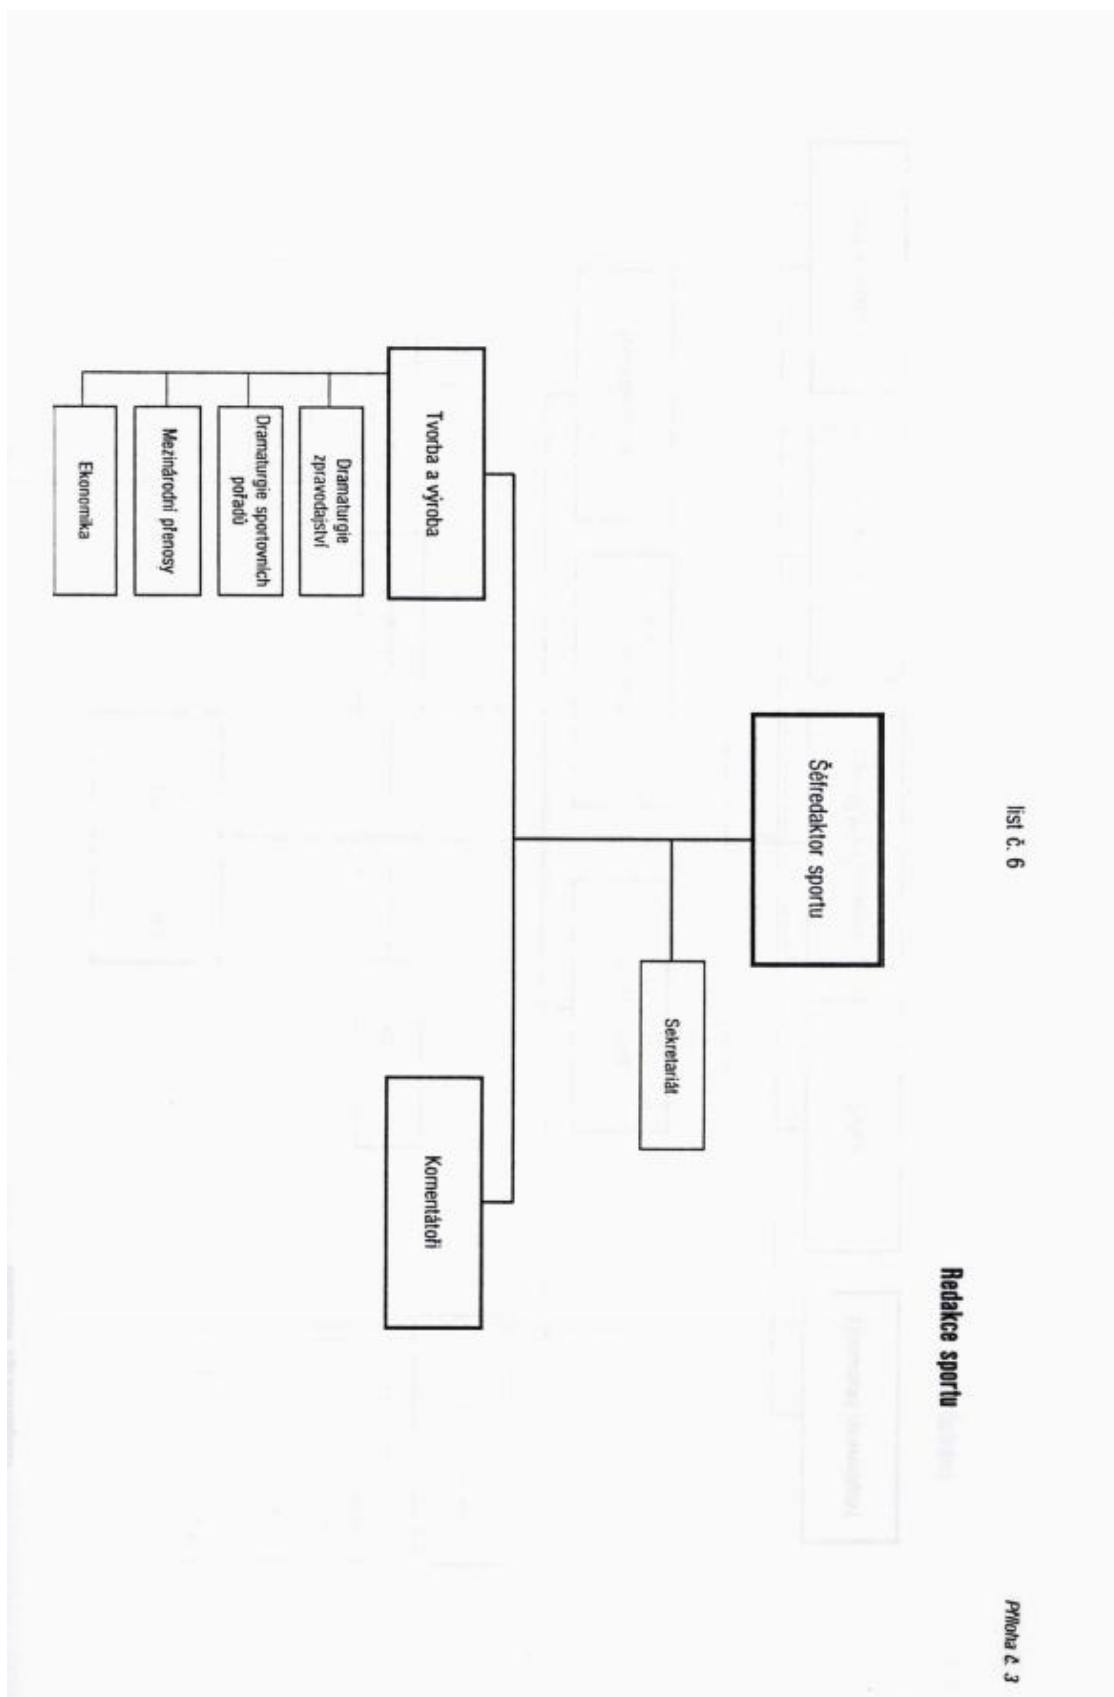 list č. 6
Příloha č. 3
Redakce sportu
Šéfredaktor sportu
Sekretariát
Tvorba a výroba
Komentátoři
Dramaturgie
zpravodajství
Dramaturgie sportovních
pořadů
Mezinárodní přenosy
Ekonomika